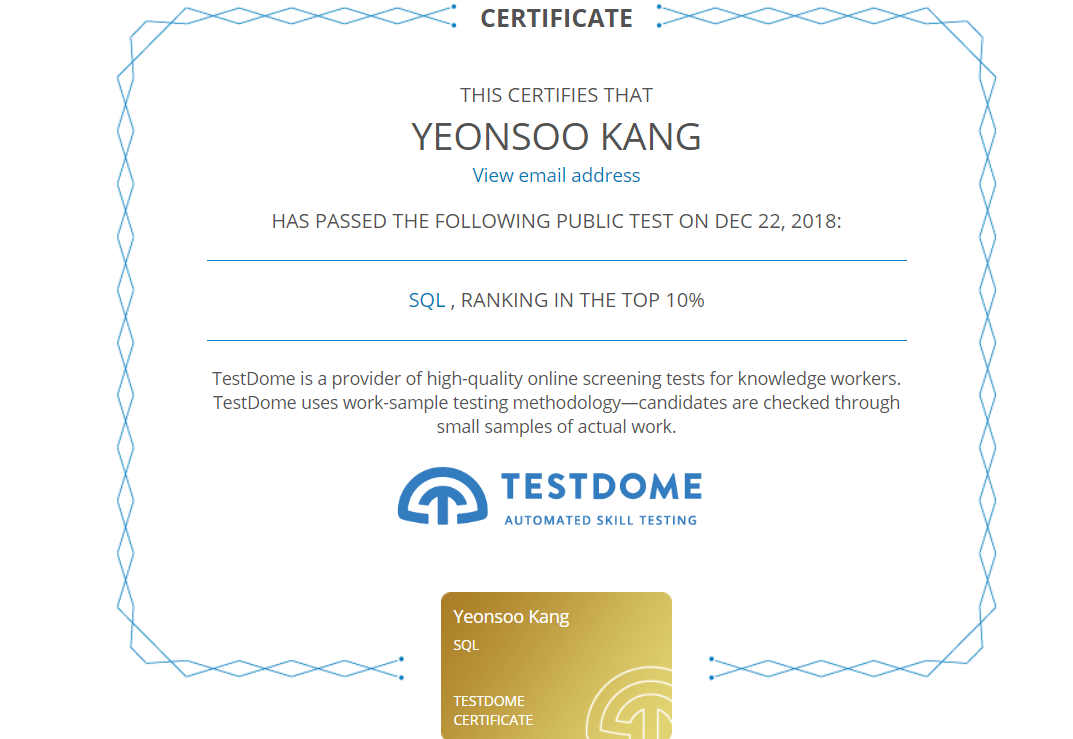 CERTIFICATE
THIS CERTIFIES THAT
YEONSOO KANG
View email address
HAS PASSED THE FOLLOWING PUBLIC TEST ON DEC 22, 2018:
SQL , RANKING IN THE TOP 10%
TestDome is a provider of high-quality online screening tests for knowledge workers.
TestDome uses work-sample testing methodology—candidates are checked through
small samples of actual work.
TESTDOME
AUTOMATED SKILL TESTING
Yeonsoo Kang
SQL
TESTDOME
CERTIFICATE